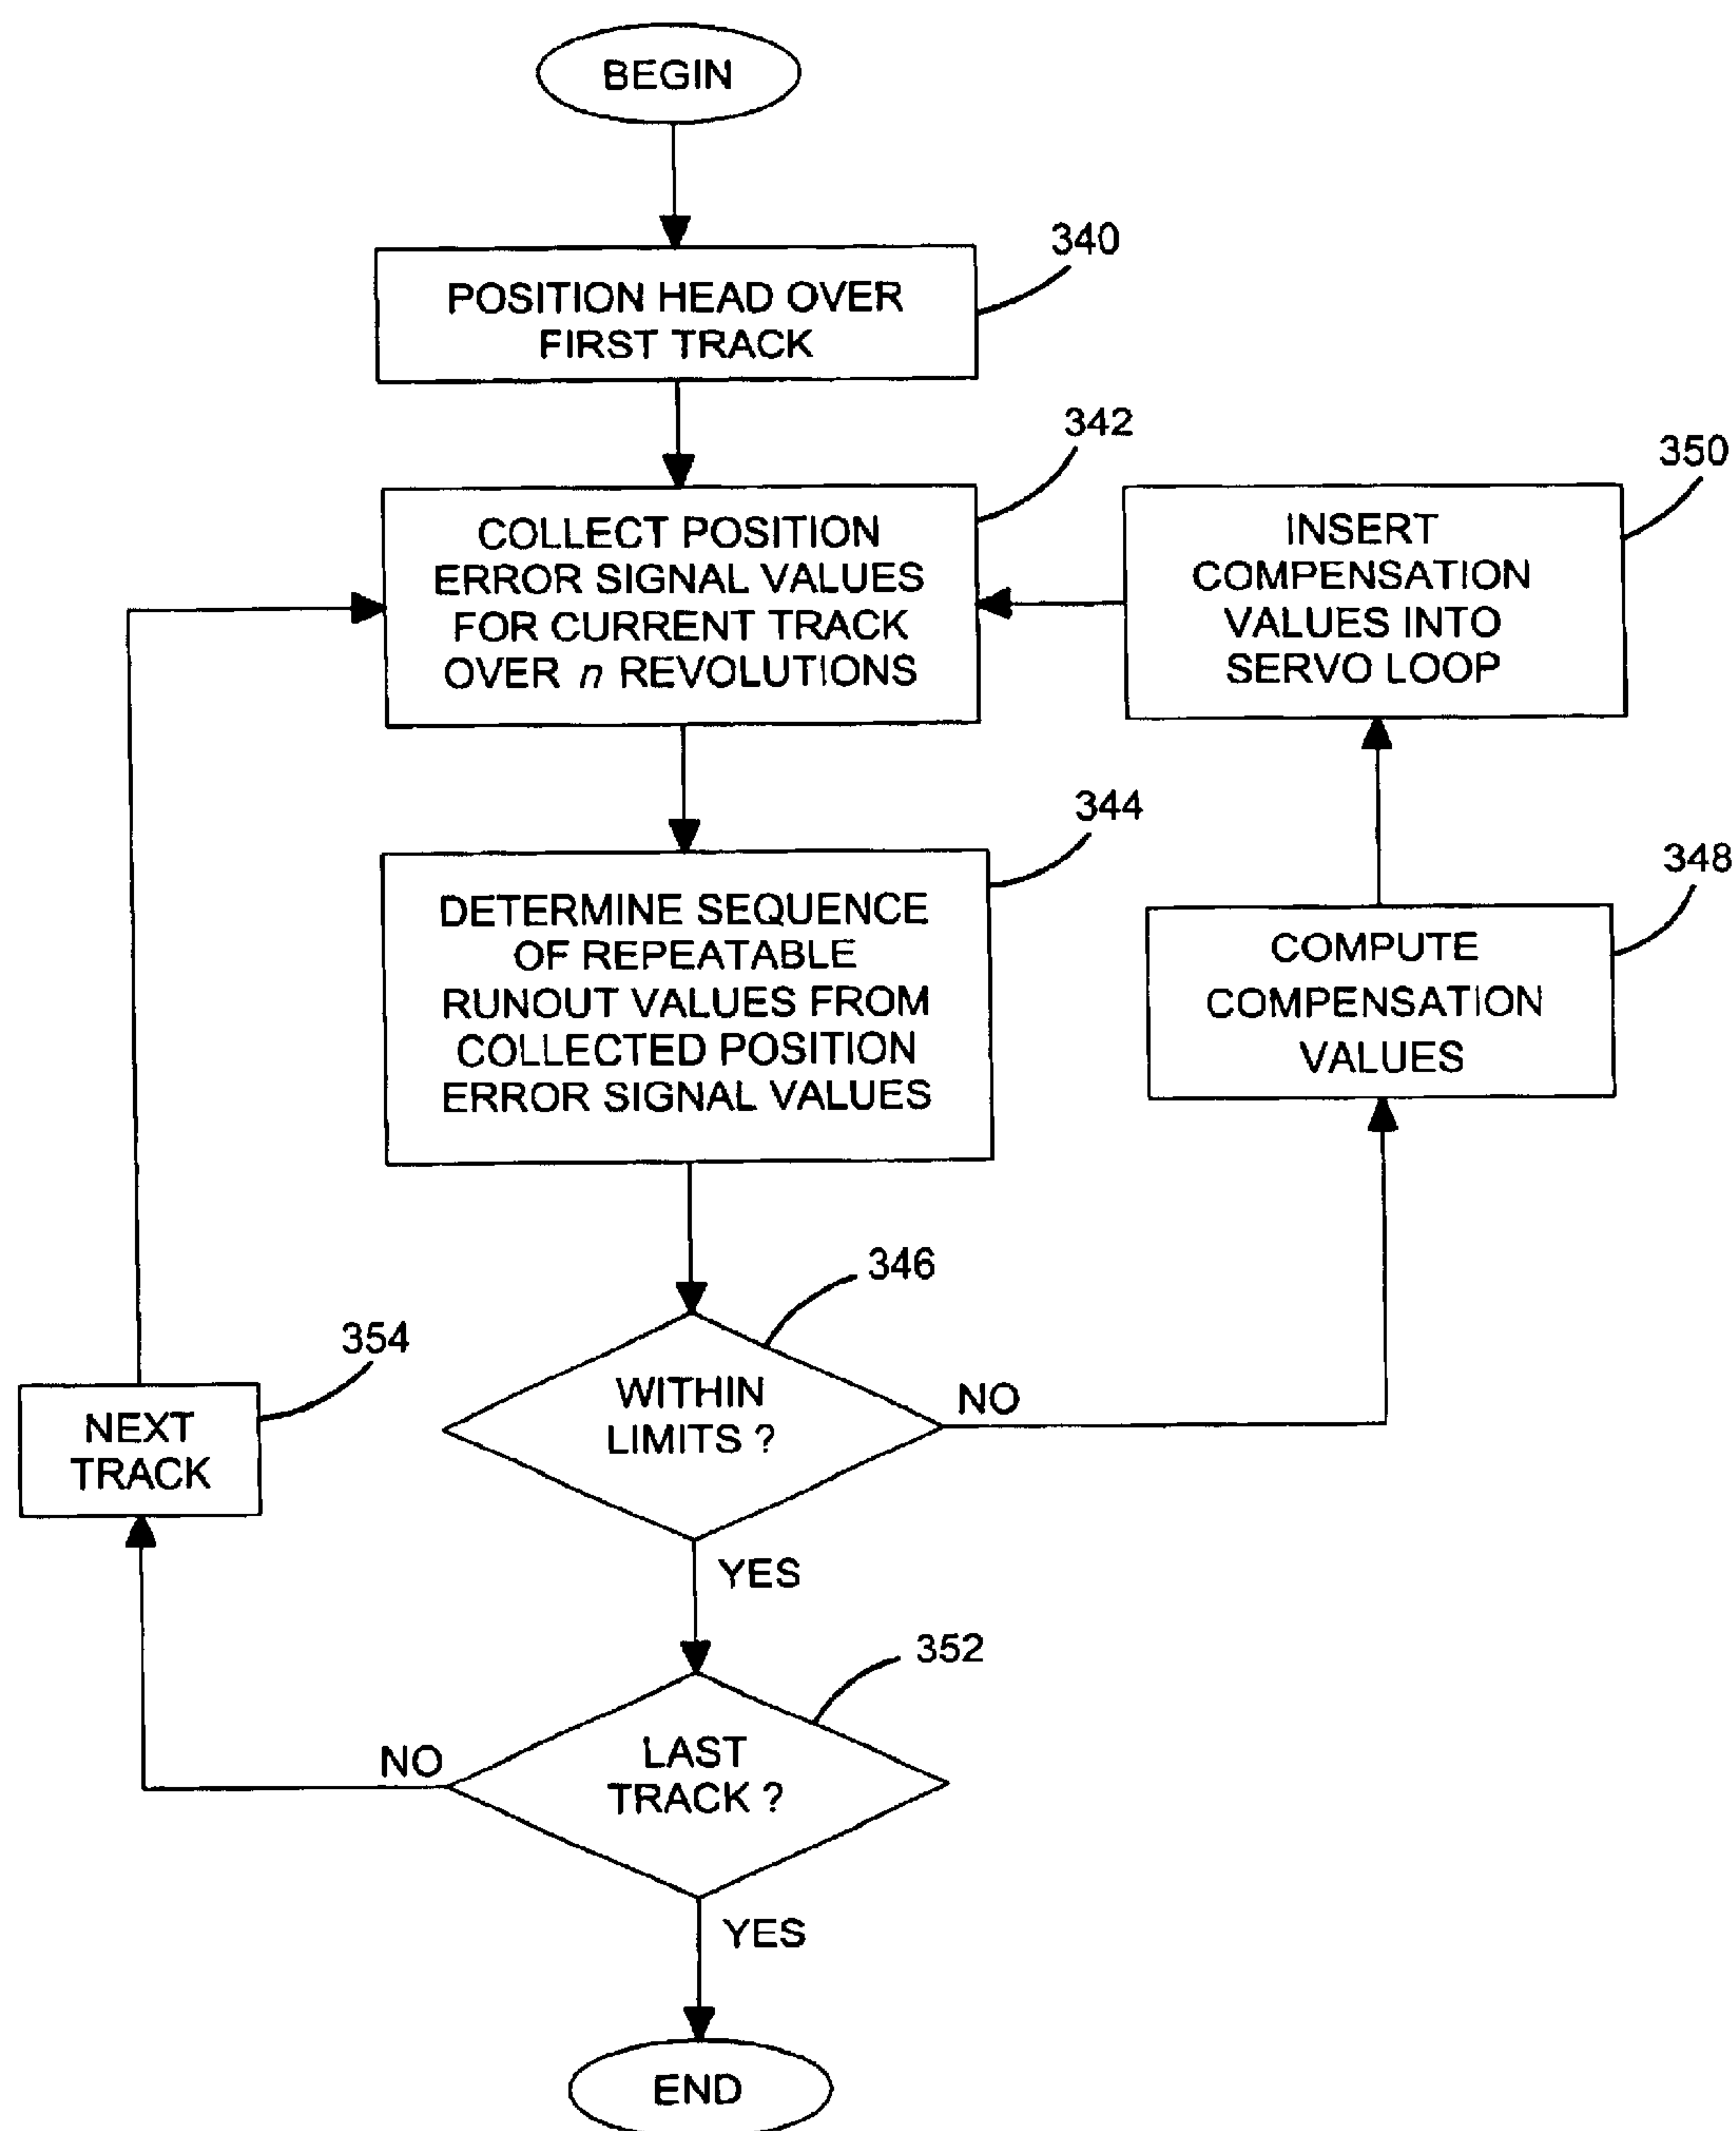 BEGIN
340
POSITION HEAD OVER
FIRST TRACK
342
COLLECT POSITION
ERROR SIGNAL VALUES
FOR CURRENT TRACK
OVER n REVOLUTIONS
350
INSERT
COMPENSATION
VALUES INTO
SERVO LOOP
344
DETERMINE SEQUENCE
OF REPEATABLE
RUNOUT VALUES FROM
COLLECTED POSITION
ERROR SIGNAL VALUES
348
COMPUTE
COMPENSATION
VALUES
346
WITHIN
LIMITS ?
NO
YES
354
NEXT
TRACK
352
LAST
TRACK ?
NO
YES
END